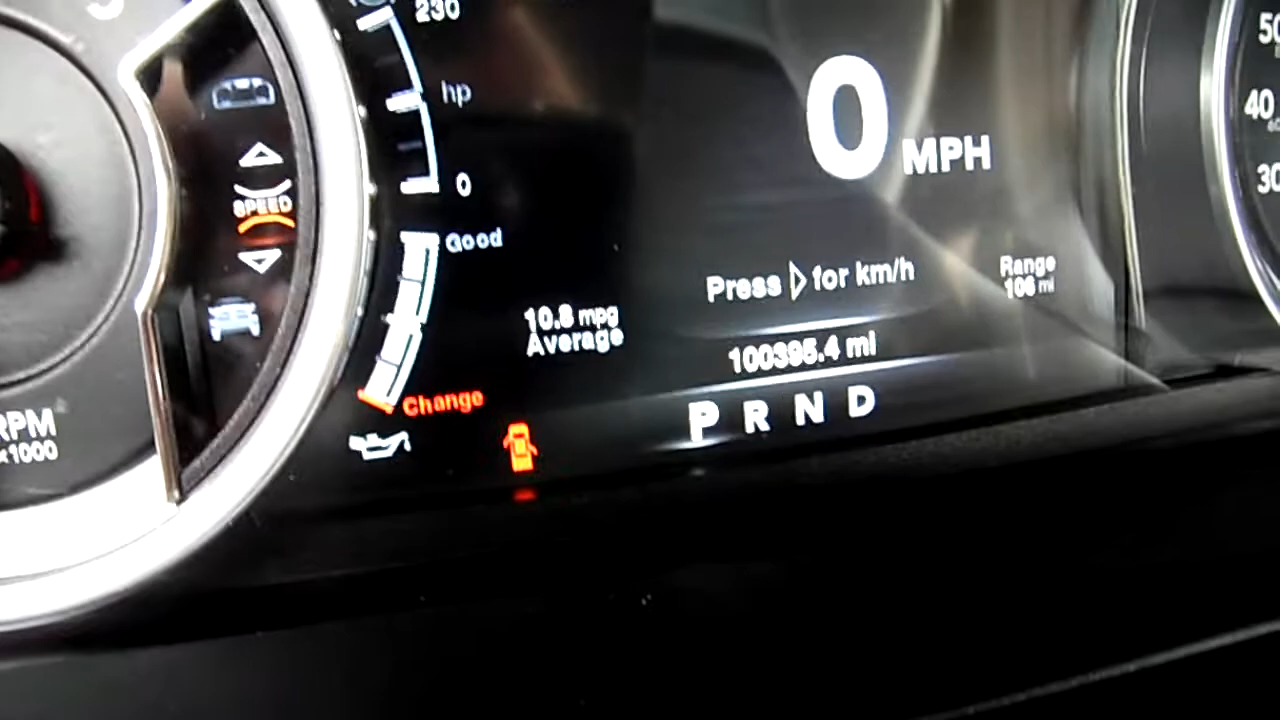 230
hp
0
SPEED
Good
10.8 mpg
Average
Change
RPM
×1000
0 MPH
Press ▷ for km/h
Range
106 mi
100395.4 mi
P R N D
50
40
30